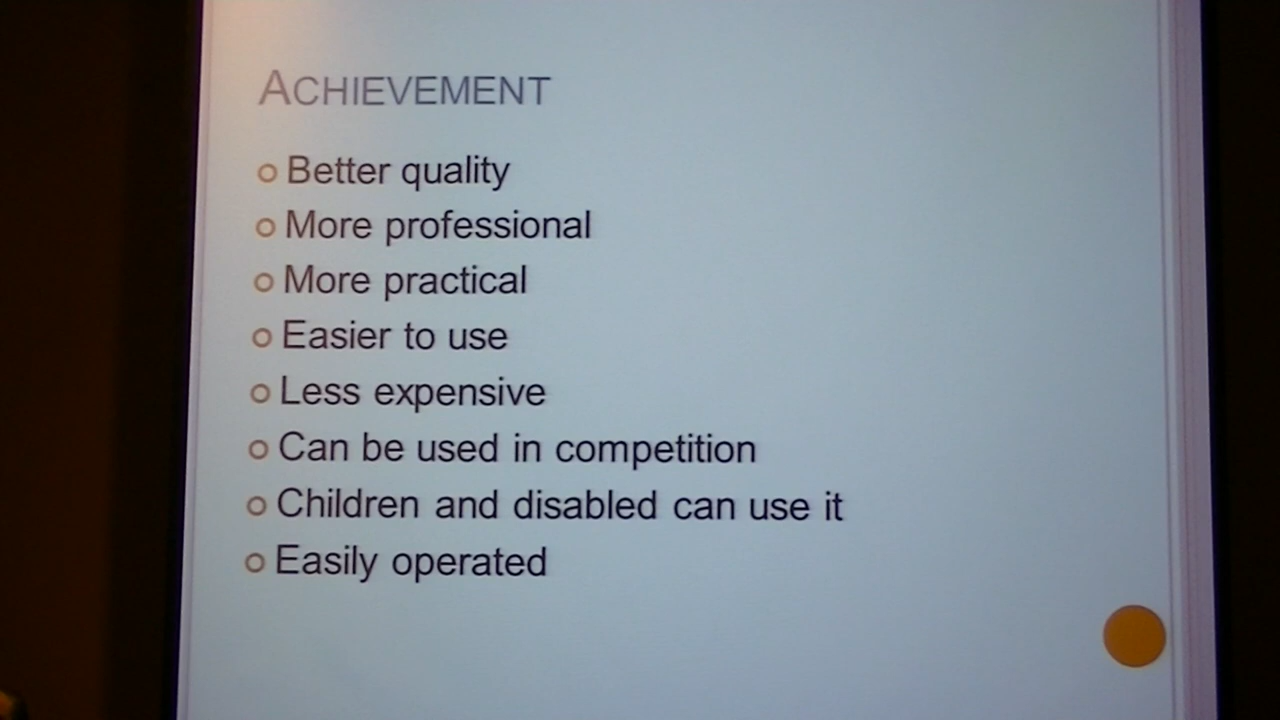 ACHIEVEMENT
Better quality
More professional
More practical
Easier to use
Less expensive
Can be used in competition
Children and disabled can use it
Easily operated